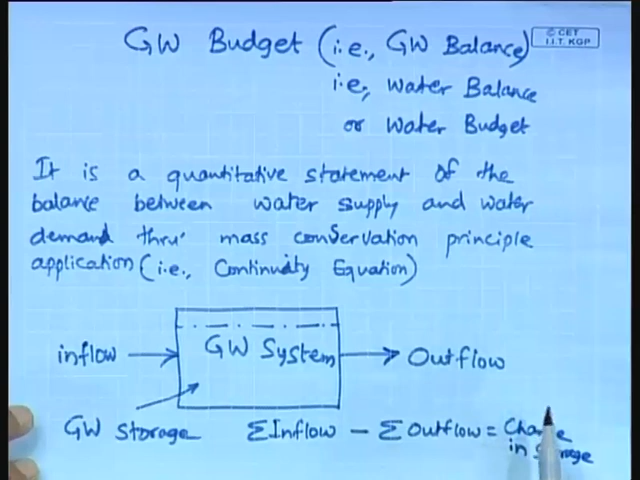 GW Budget (i.e., GW Balance)
© CET
I.I.T. KGP
i.e, Water Balance
or Water Budget
It is a quantitative statement of the
balance between water supply and water
demand thru' mass conservation principle
application (i.e., Continuity Equation)
inflow
GW System
Outflow
GW Storage
ΣInflow - ΣOutflow = Change
in Storage